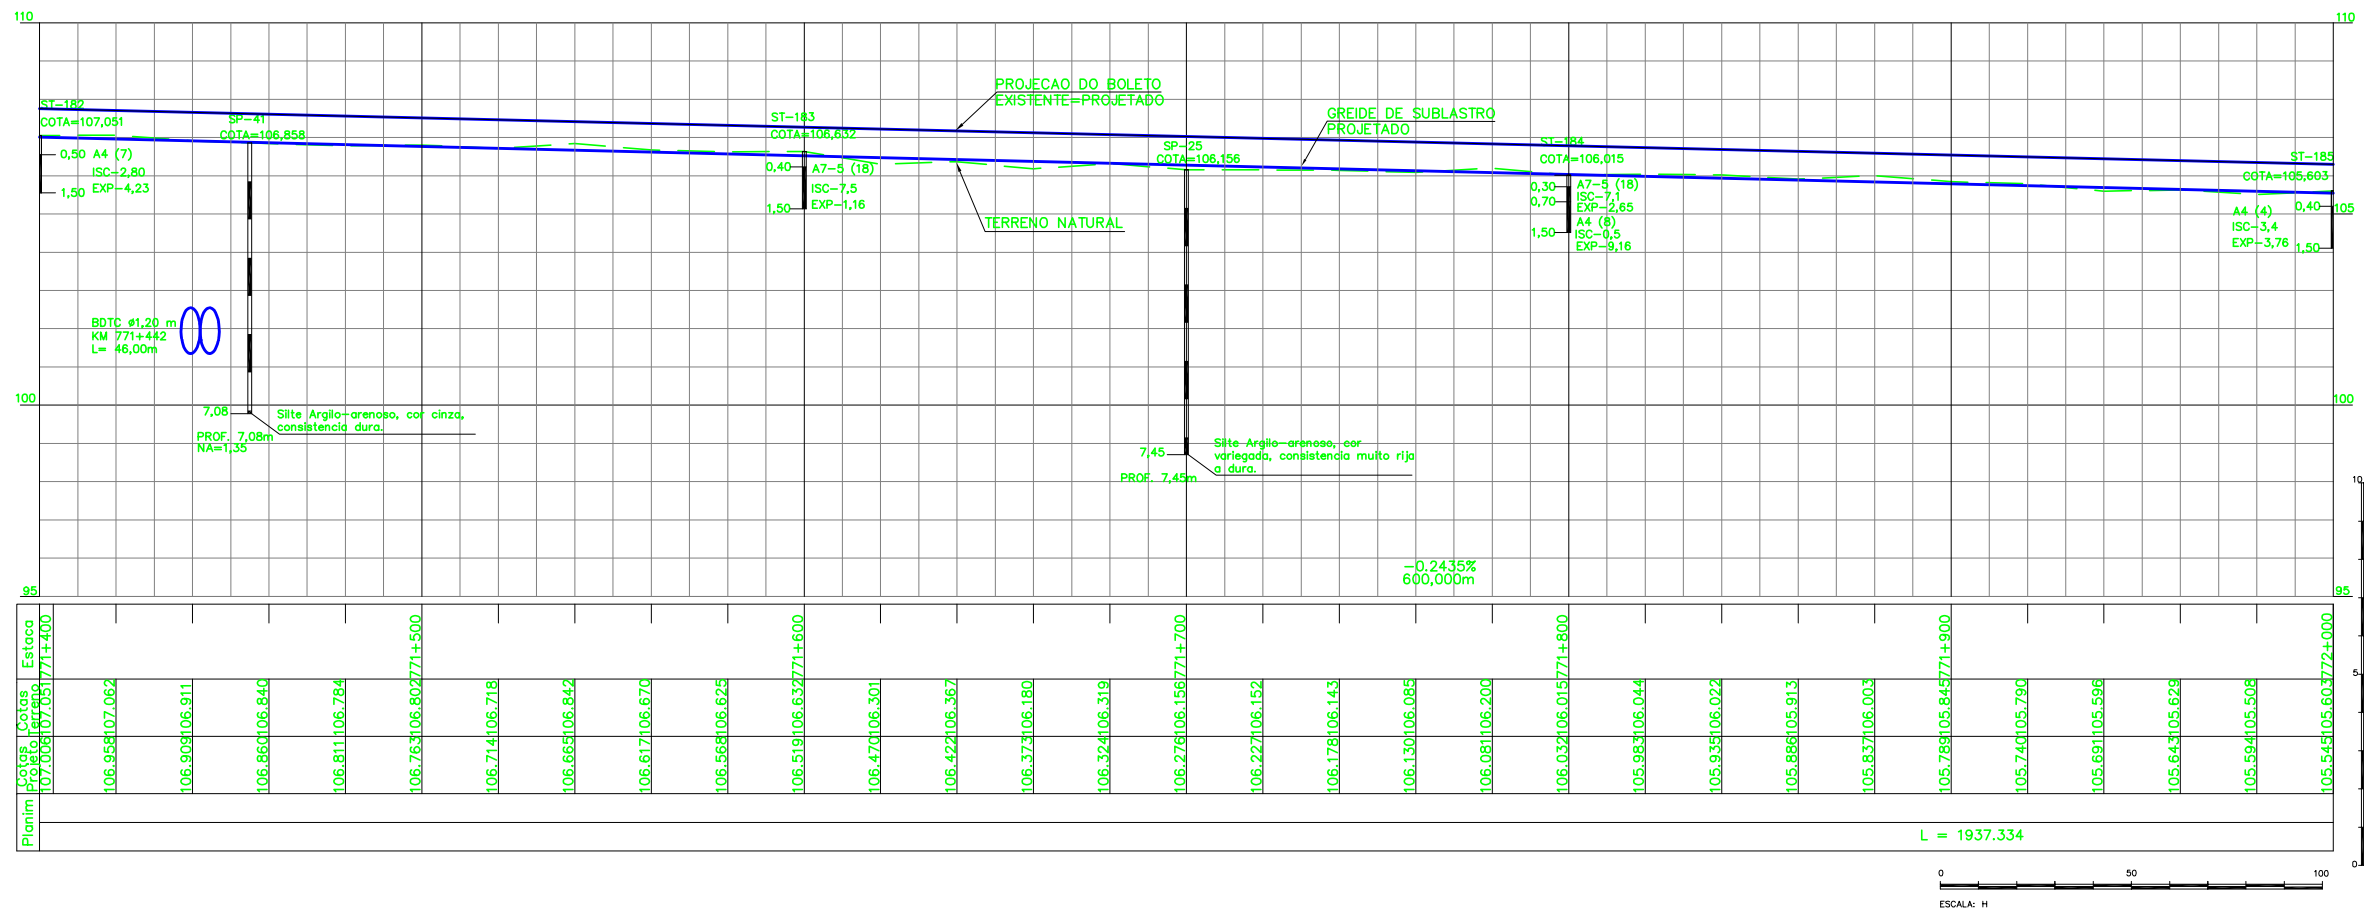 110
110
PROJECAO DO BOLETO
EXISTENTE=PROJETADO
GREIDE DE SUBLASTRO
PROJETADO
ST-182
COTA=107,051
0,50 A4 (7)
ISC-2,80
1,50 EXP-4,23
SP-41
COTA=106,858
ST-183
COTA=106,632
0,40 A7-5 (18)
ISC-7,5
1,50 EXP-1,16
TERRENO NATURAL
SP-25
COTA=106,156
ST-184
COTA=106,015
0,30 A7-5 (18)
ISC-7,1
0,70 EXP-2,65
A4 (8)
1,50 ISC-0,5
EXP-9,16
ST-185
COTA=105,603
A4 (4) 0,40
105
ISC-3,4
EXP-3,76 1,50
BDTC ø1,20 m
KM 771+442
L= 46,00m
100
100
7,08
Silte Argilo-arenoso, cor cinza,
consistencia dura.
PROF. 7,08m
NA=1,35
7,45
Silte Argilo-arenoso, cor
variegada, consistencia muito rija
a dura.
PROF. 7,45m
-0.2435%
600,000m
95
95
10
5
0
Estaca
771+400
771+500
771+600
771+700
771+800
771+900
772+000
Cotas
Terreno
107.051
107.062
106.911
106.840
106.784
106.802
106.718
106.842
106.670
106.625
106.632
106.301
106.367
106.180
106.319
106.156
106.152
106.143
106.085
106.200
106.015
106.044
106.022
105.913
106.003
105.845
105.790
105.596
105.629
105.508
105.603
Cotas
Projeto
107.006
106.958
106.909
106.860
106.811
106.763
106.714
106.665
106.617
106.568
106.519
106.470
106.422
106.373
106.324
106.276
106.227
106.178
106.130
106.081
106.032
105.983
105.935
105.886
105.837
105.789
105.740
105.691
105.643
105.594
105.545
Planim
L = 1937.334
0 50 100
ESCALA: H